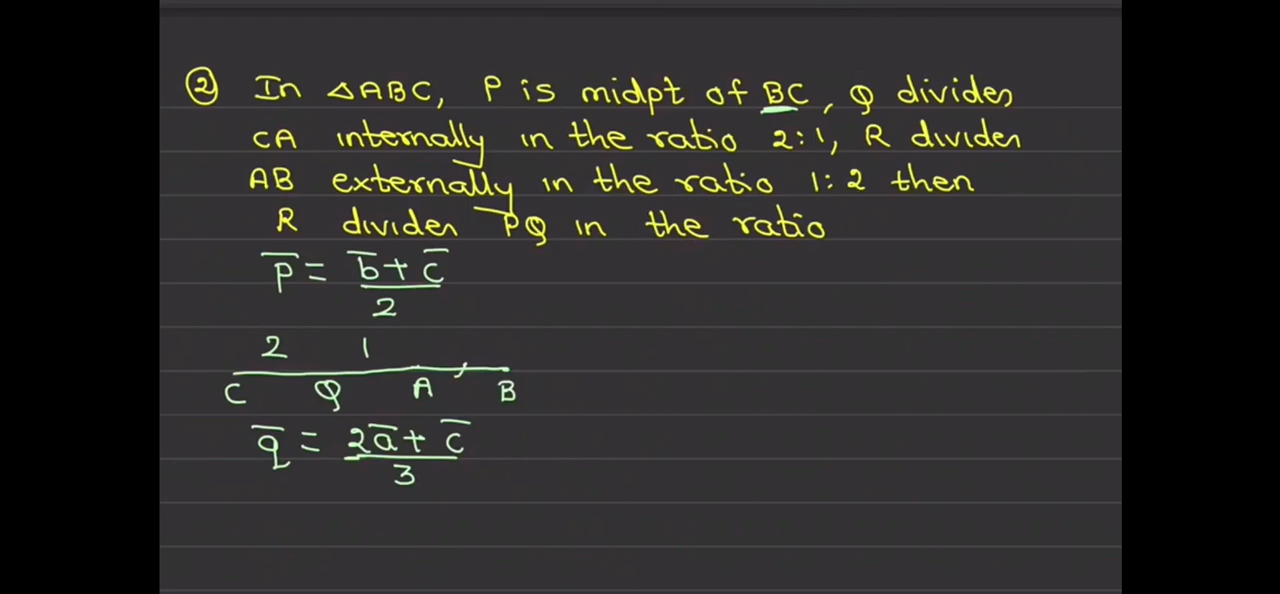 ② In △ABC, P is midpt of BC, Q divides
CA internally in the ratio 2:1, R divides
AB externally in the ratio 1:2 then
R divides PQ in the ratio
p̅ = b̅ + c̅
2
2 1
C Q A B
q̅ = 2a̅ + c̅
3